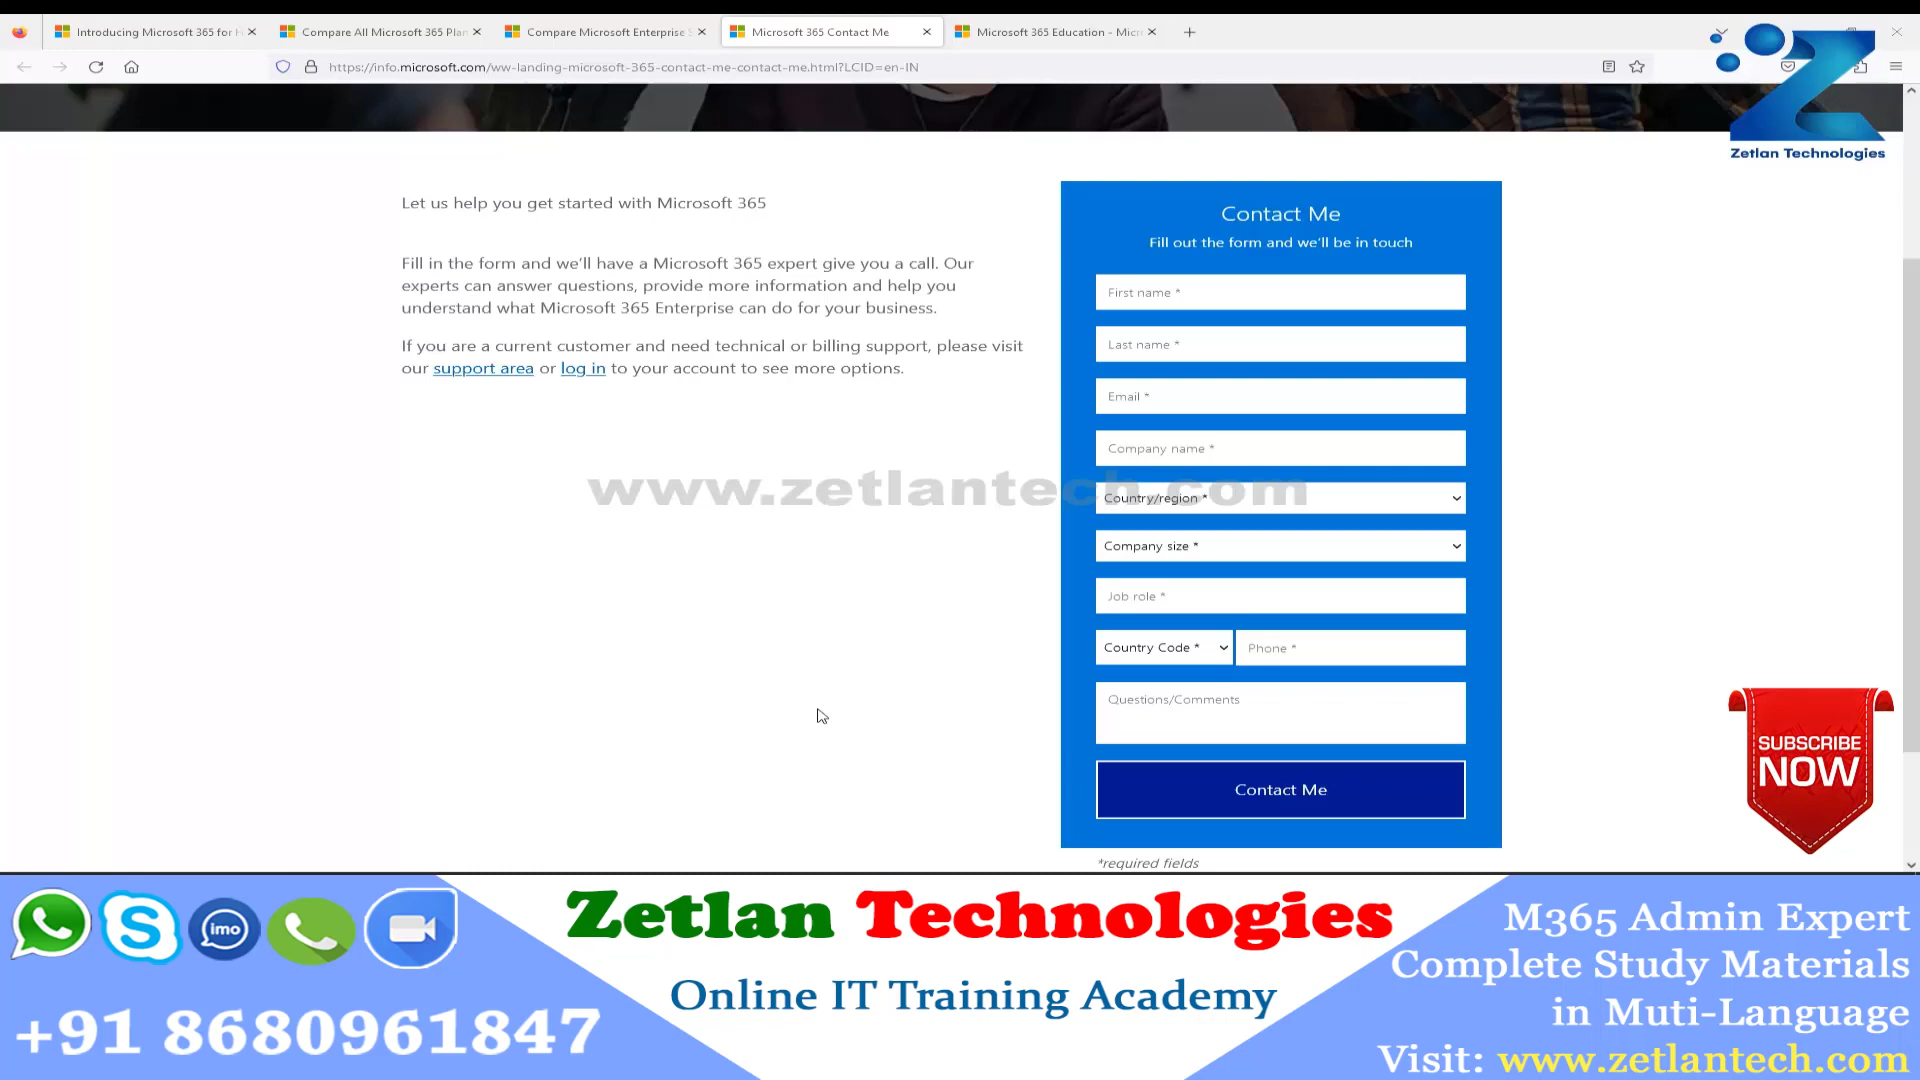 Introducing Microsoft 365 for H
Compare All Microsoft 365 Plan
Compare Microsoft Enterprise S
Microsoft 365 Contact Me
Microsoft 365 Education - Micr
https://info.microsoft.com/ww-landing-microsoft-365-contact-me-contact-me.html?LCID=en-IN
Zetlan Technologies
Let us help you get started with Microsoft 365
Fill in the form and we'll have a Microsoft 365 expert give you a call. Our
experts can answer questions, provide more information and help you
understand what Microsoft 365 Enterprise can do for your business.
If you are a current customer and need technical or billing support, please visit
our support area or log in to your account to see more options.
Contact Me
Fill out the form and we'll be in touch
First name *
Last name *
Email *
Company name *
www.zetlantech.com
Country/region *
Company size *
Job role *
Country Code *
Phone *
Questions/Comments
Contact Me
*required fields
SUBSCRIBE
NOW
imo
+91 8680961847
Zetlan Technologies
Online IT Training Academy
M365 Admin Expert
Complete Study Materials
in Muti-Language
Visit: www.zetlantech.com